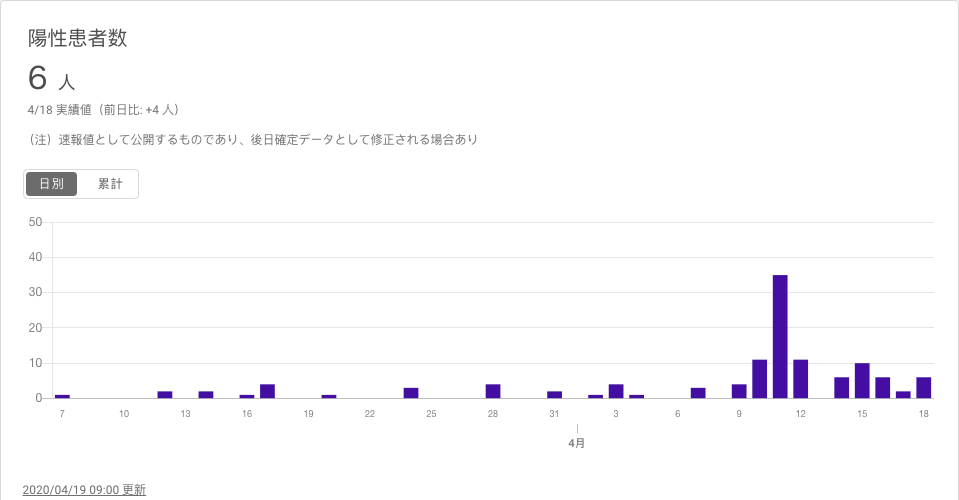 陽性患者数
6 人
4/18 実績値（前日比: +4 人）
（注）速報値として公開するものであり、後日確定データとして修正される場合あり
日別 累計
50
40
30
20
10
0
7 10 13 16 19 22 25 28 31 3 6 9 12 15 18
4月
2020/04/19 09:00 更新